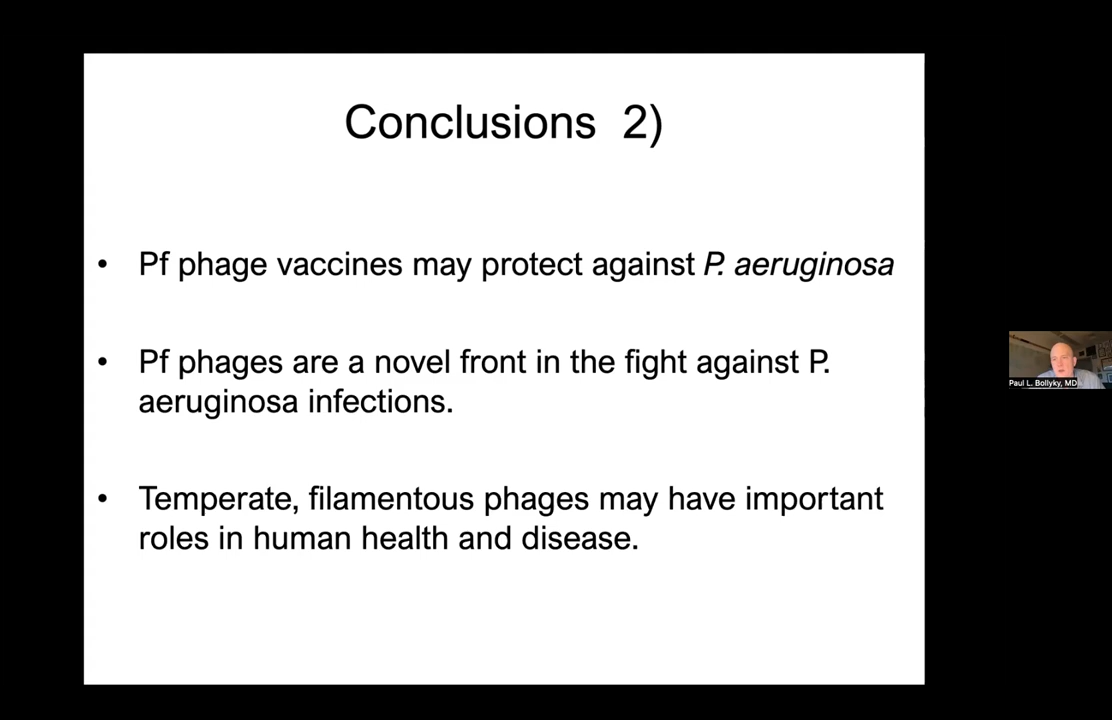 Conclusions 2)
• Pf phage vaccines may protect against P. aeruginosa
• Pf phages are a novel front in the fight against P.
aeruginosa infections.
• Temperate, filamentous phages may have important
roles in human health and disease.
Paul L. Bollyky, MD